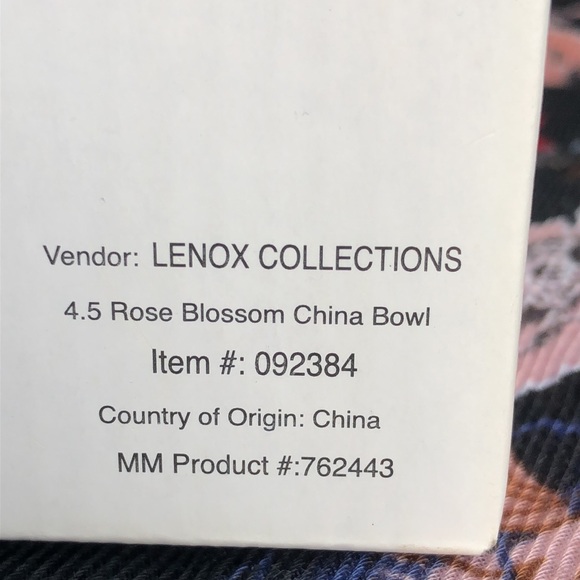 Vendor: LENOX COLLECTIONS
4.5 Rose Blossom China Bowl
Item #: 092384
Country of Origin: China
MM Product #:762443